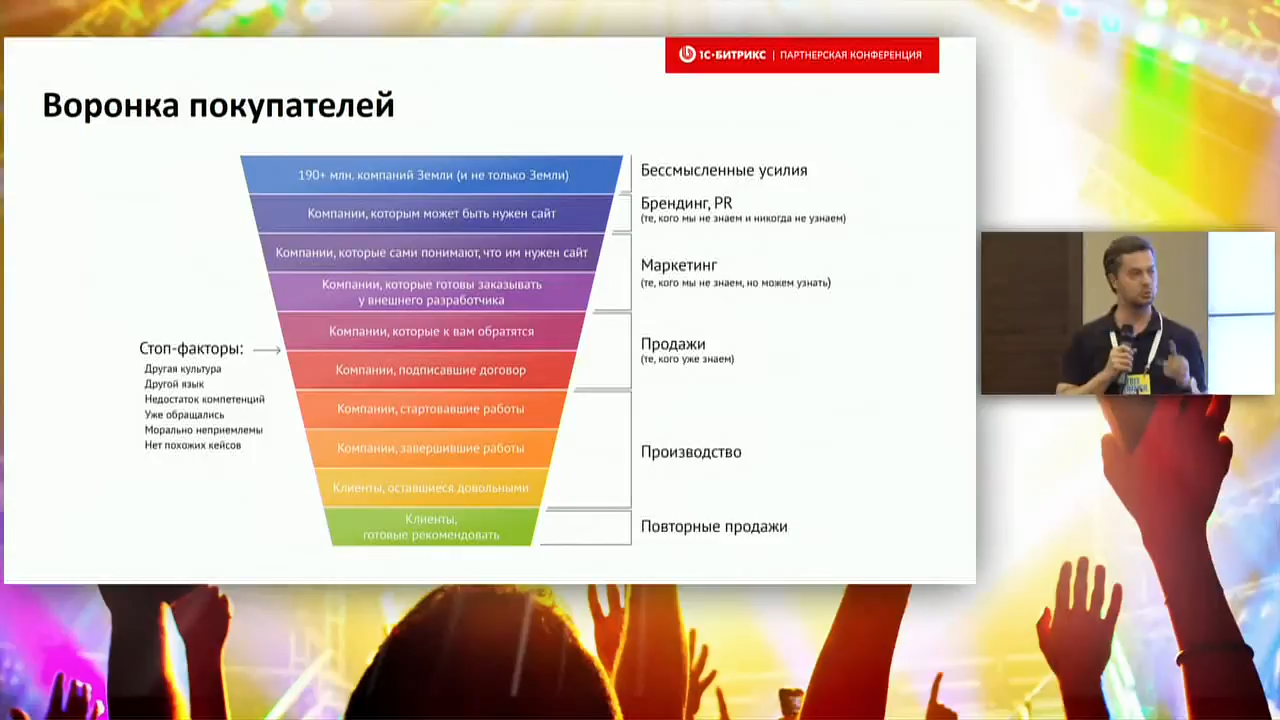 1С-БИТРИКС | ПАРТНЕРСКАЯ КОНФЕРЕНЦИЯ
Воронка покупателей
190+ млн. компаний Земли (и не только Земли)
Компании, которым может быть нужен сайт
Компании, которые сами понимают, что им нужен сайт
Компании, которые готовы заказывать
у внешнего разработчика
Компании, которые к вам обратятся
Компании, подписавшие договор
Компании, стартовавшие работы
Компании, завершившие работы
Клиенты, оставшиеся довольными
Клиенты,
готовые рекомендовать
Бессмысленные усилия
Брендинг, PR
(те, кого мы не знаем и никогда не узнаем)
Маркетинг
(те, кого мы не знаем, но можем узнать)
Продажи
(те, кого уже знаем)
Производство
Повторные продажи
Стоп-факторы:
Другая культура
Другой язык
Недостаток компетенций
Уже обращались
Морально неприемлемы
Нет похожих кейсов